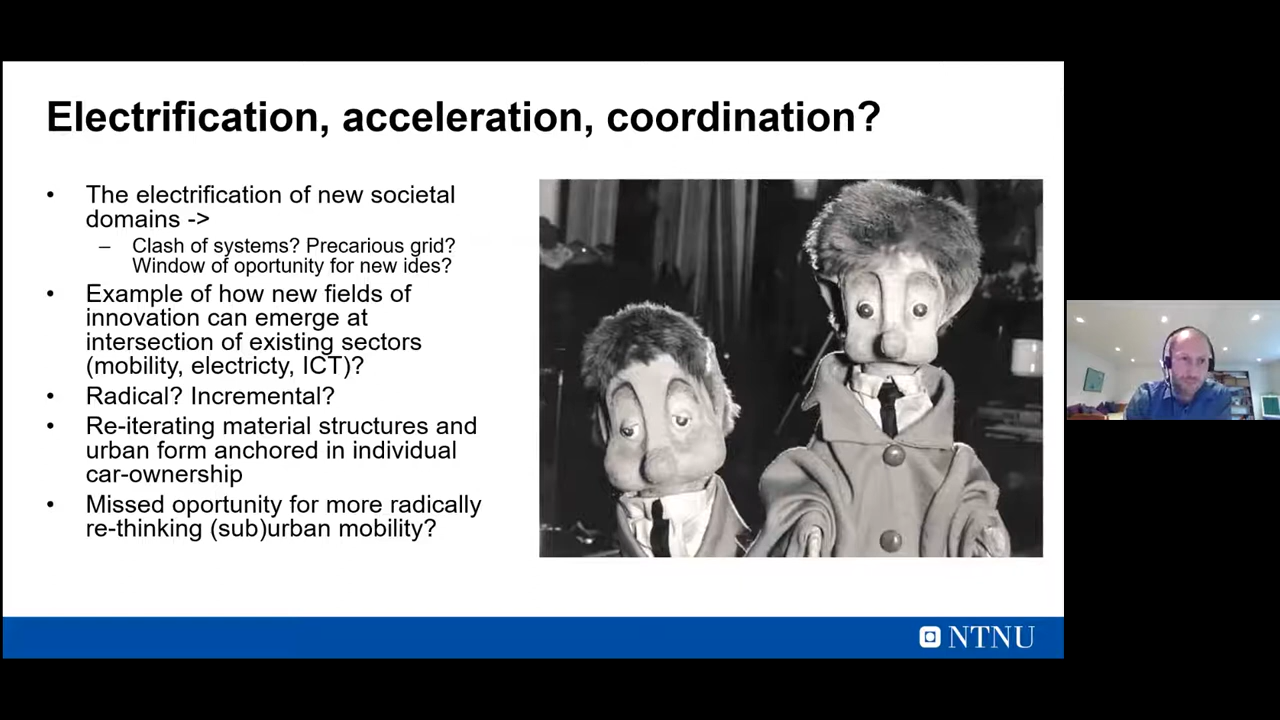 Electrification, acceleration, coordination?
• The electrification of new societal
domains ->
– Clash of systems? Precarious grid?
Window of oportunity for new ides?
• Example of how new fields of
innovation can emerge at
intersection of existing sectors
(mobility, electricty, ICT)?
• Radical? Incremental?
• Re-iterating material structures and
urban form anchored in individual
car-ownership
• Missed oportunity for more radically
re-thinking (sub)urban mobility?
NTNU